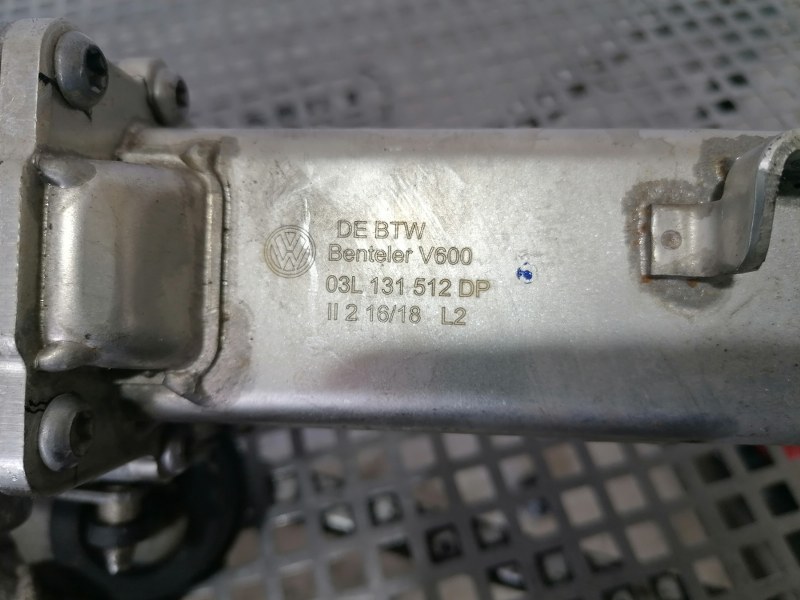 DE BTW
Benteler V600
03L 131 512 DP
II 2 16/18 L2